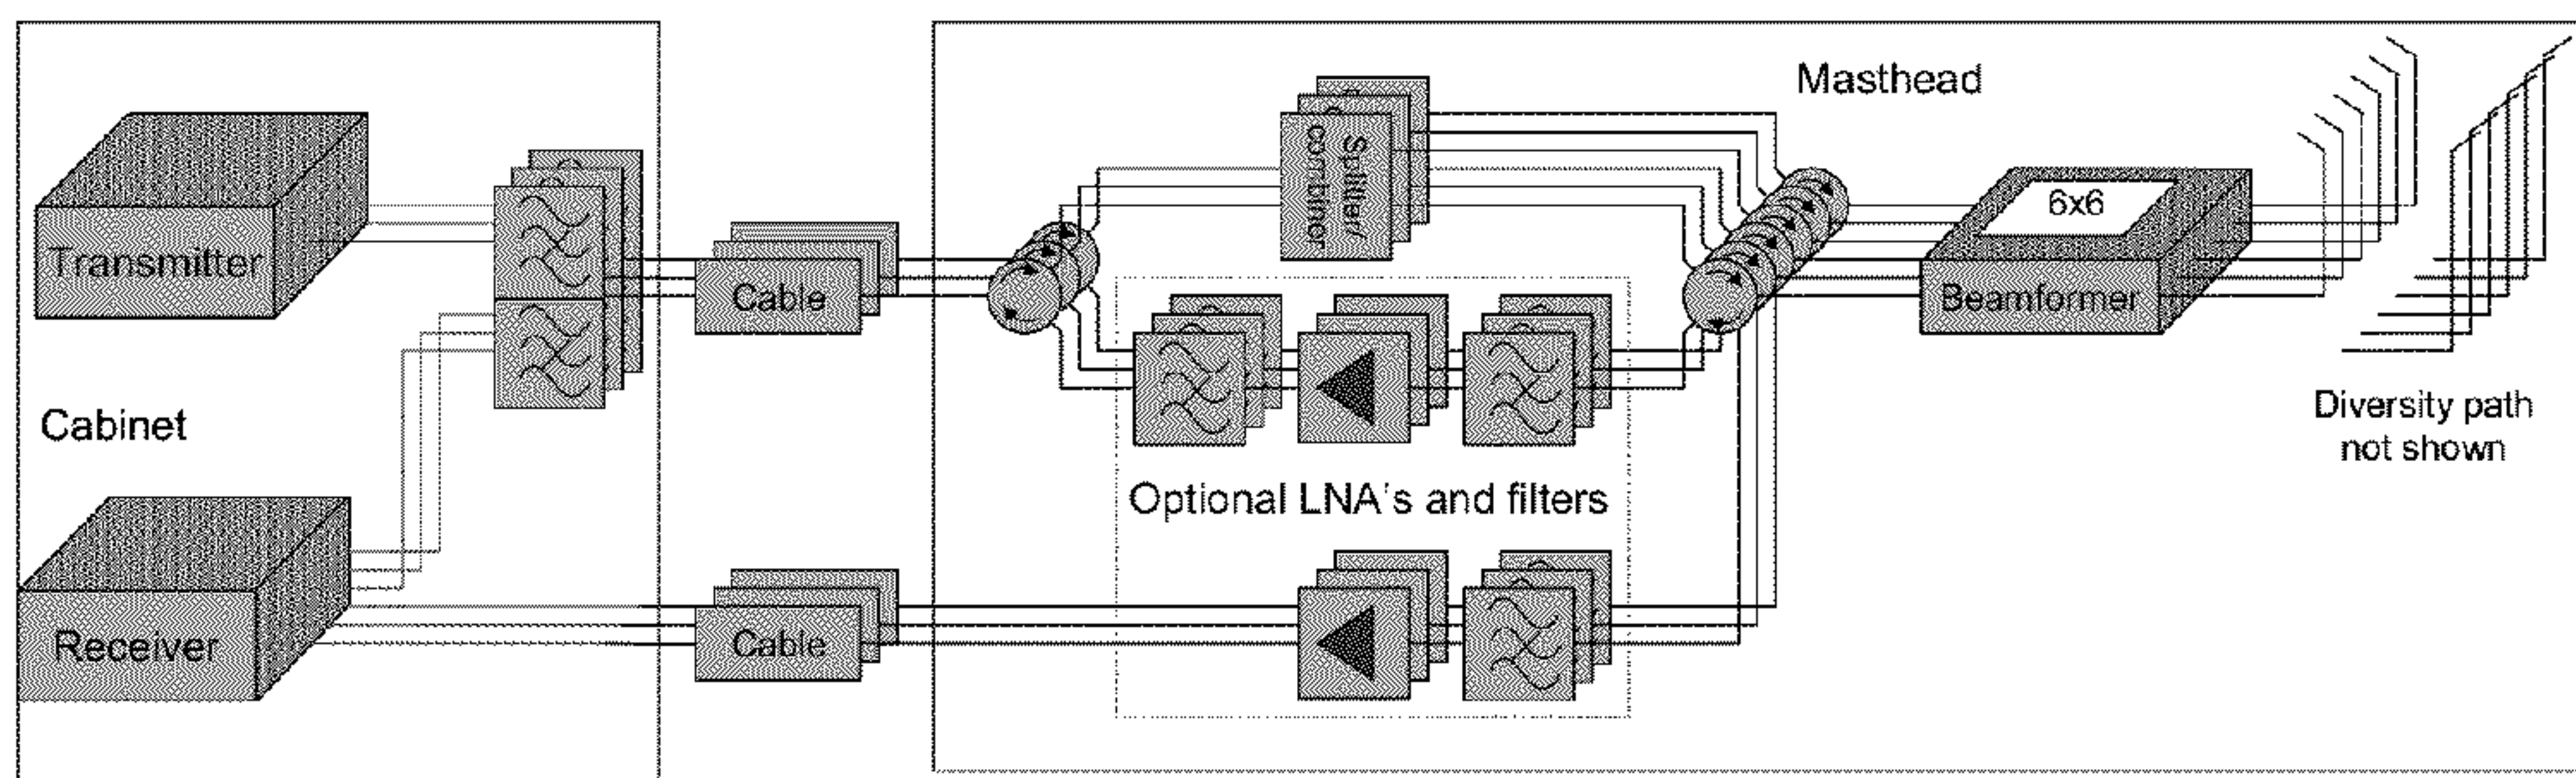 Masthead
Splitter/
combiner
6x6
Transmitter
Cable
Beamformer
Cabinet
Diversity path
not shown
Optional LNA's and filters
Receiver
Cable